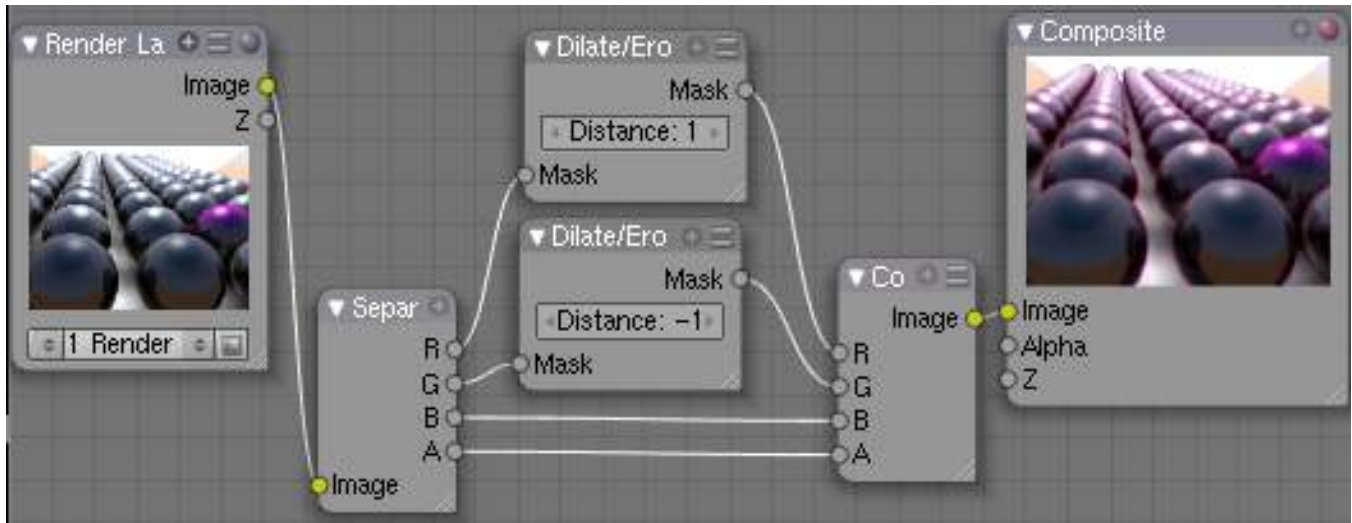 Render La
Image
Z
1 Render
Separ
R
G
B
A
Image
Dilate/Ero
Mask
Distance: 1
Mask
Dilate/Ero
Mask
Distance: -1
Mask
Co
Image
R
G
B
A
Composite
Image
Alpha
Z